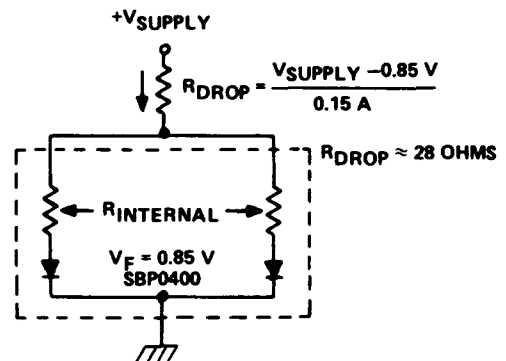 +VSUPPLY
RDROP = VSUPPLY −0.85 V
0.15 A
RDROP ≈ 28 OHMS
RINTERNAL
VF = 0.85 V
SBP0400